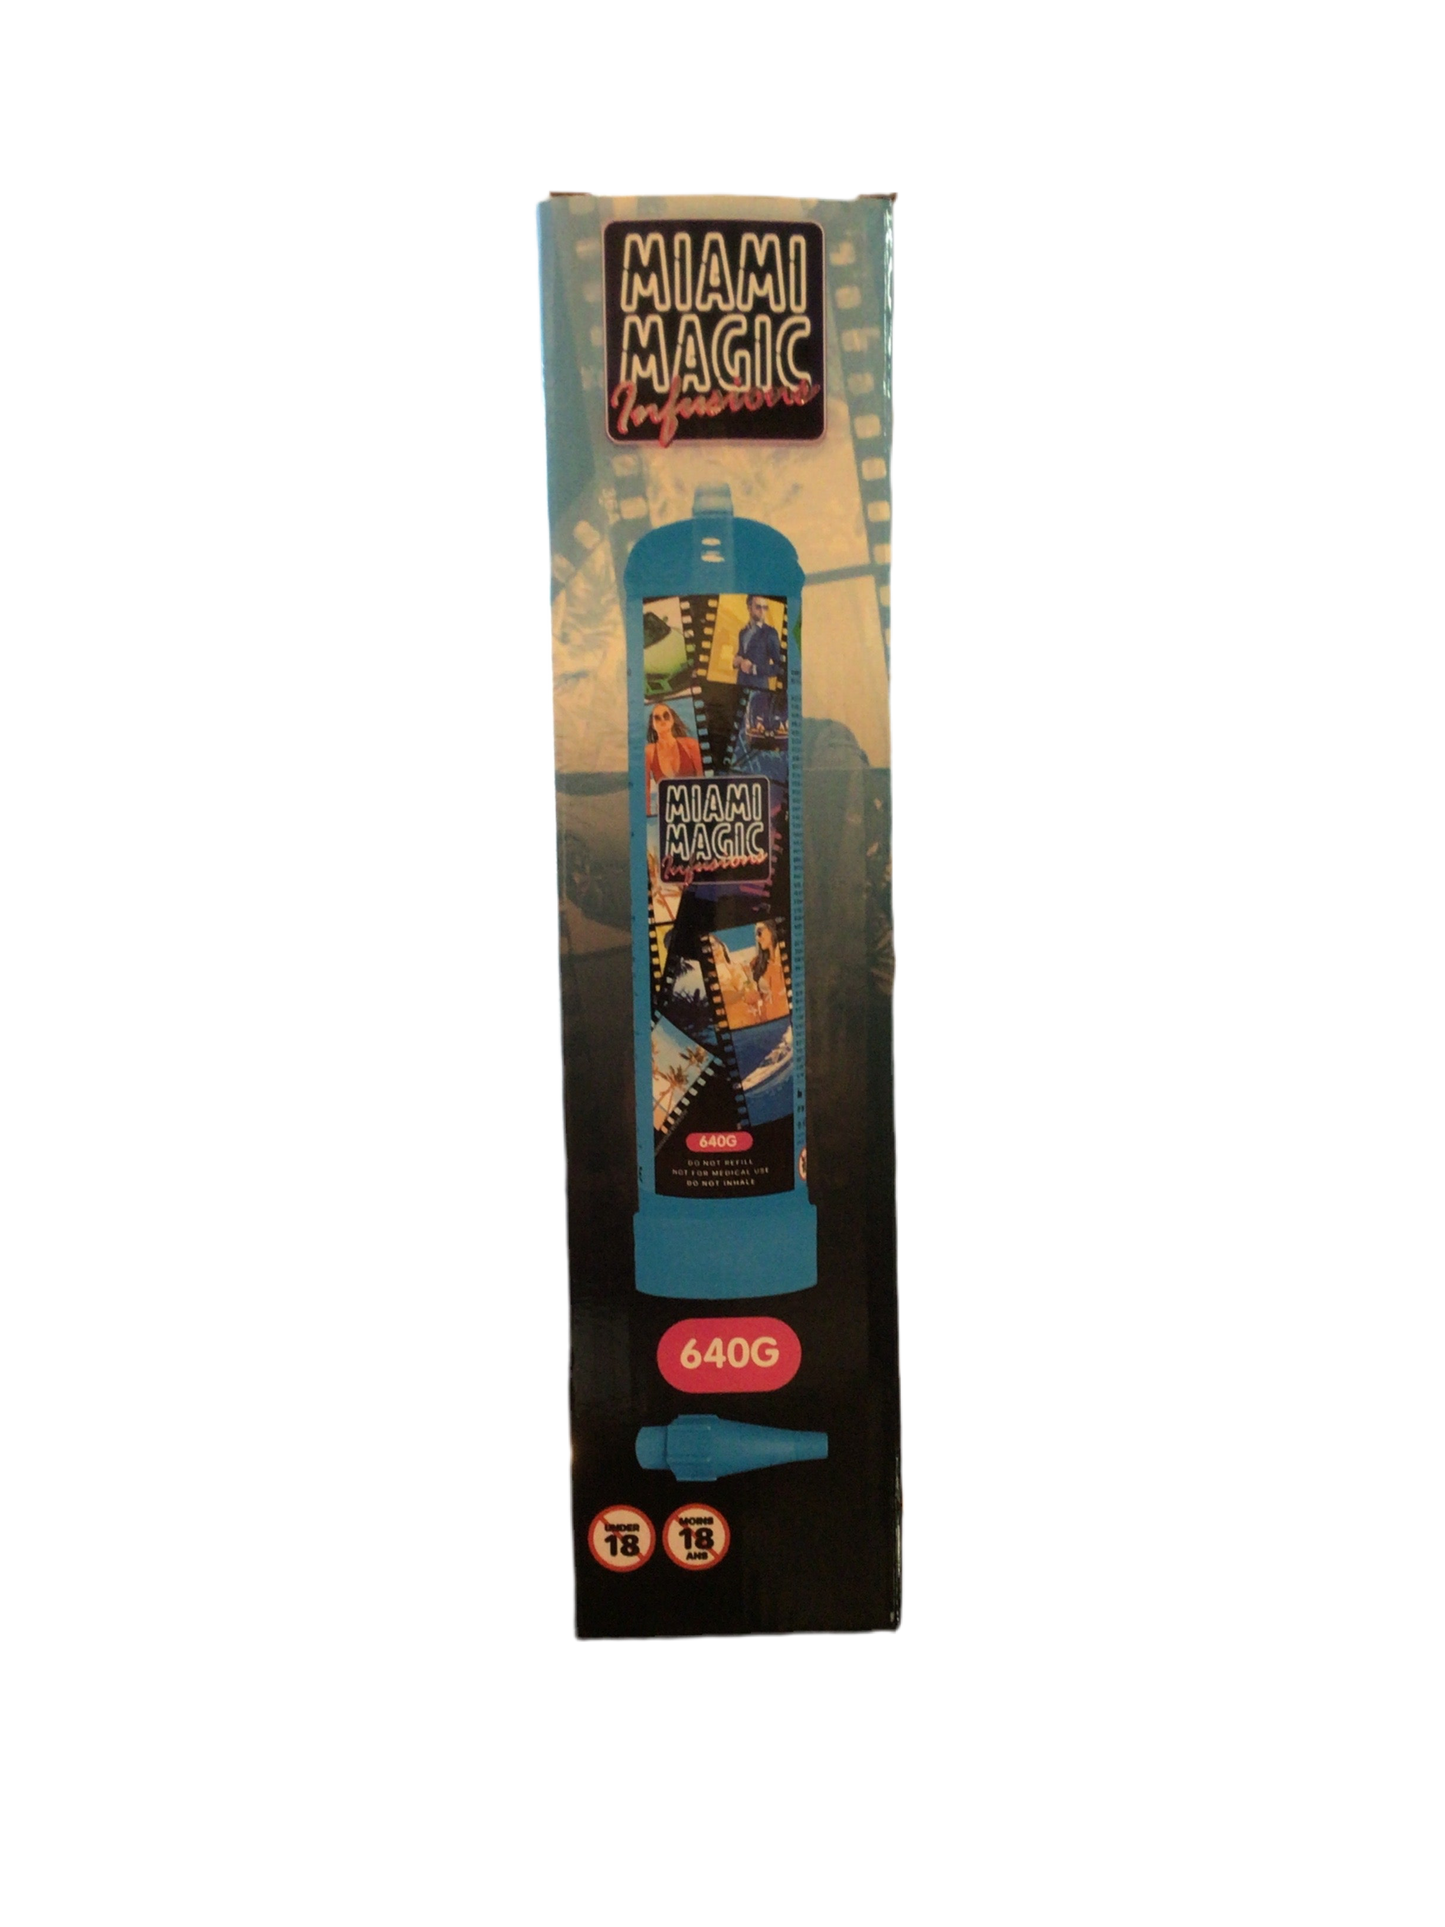 MIAMI
MAGIC
Infusions
MIAMI
MAGIC
Infusions
640G
DO NOT REFILL
NOT FOR MEDICAL USE
DO NOT INHALE
640G
UNDER
18
MOINS
18
ANS